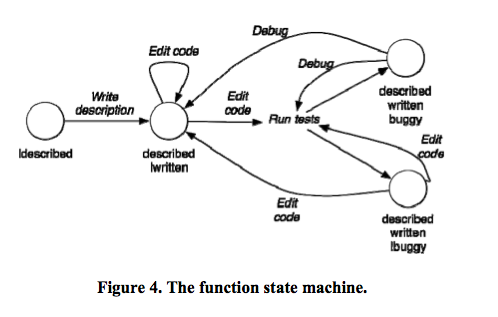 Debug
Edit code
Debug
Write
description
Edit
code
Run tests
described
written
buggy
!described
described
!written
Edit
code
Edit
code
described
written
!buggy
Figure 4. The function state machine.